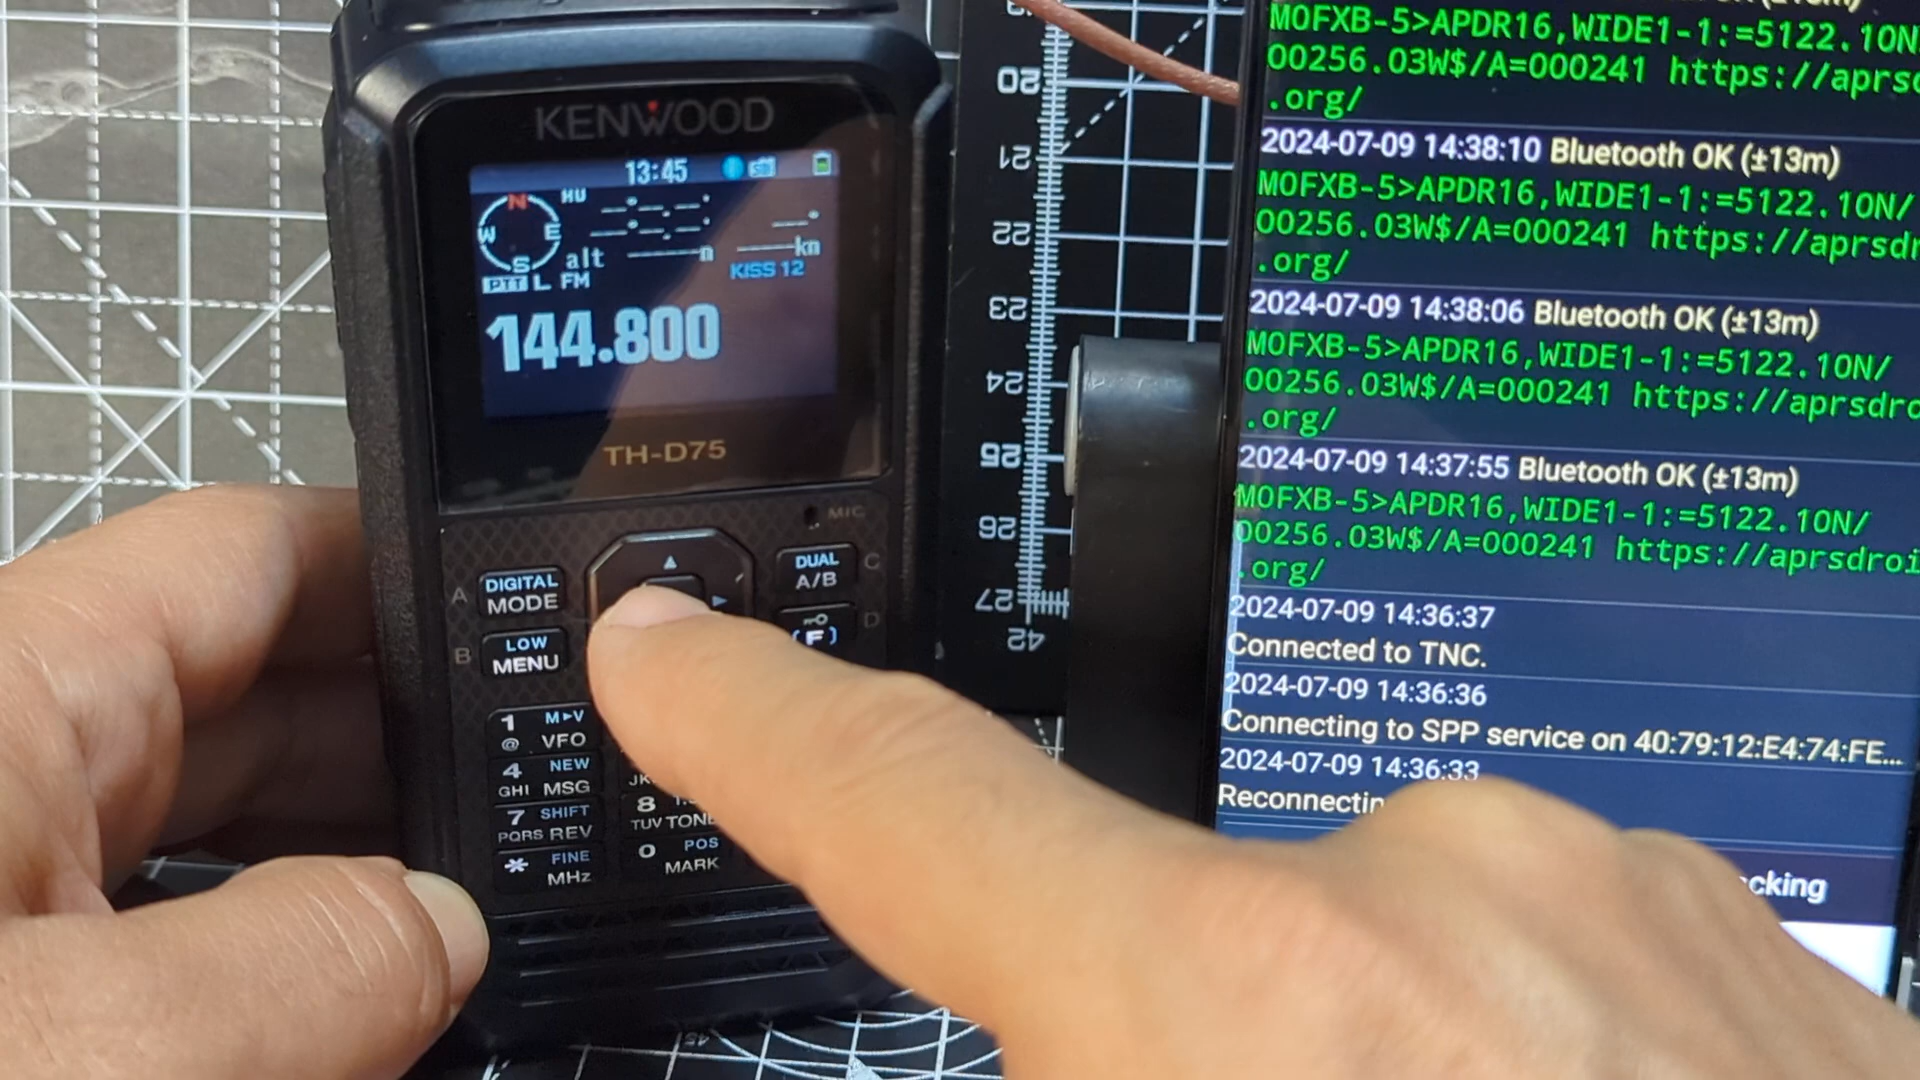 KENWOOD
13:45
N
W
E
S
alt
m
kn
KISS 12
PTT L FM
144.800
TH-D75
MIC
A
DIGITAL
MODE
DUAL
A/B
C
B
LOW
MENU
(F)
D
1 M►V
@ VFO
4 NEW
GHI MSG
7 SHIFT
PQRS REV
* FINE
MHz
8
TUV TONE
0 POS
MARK
20
21
22
23
24
25
26
27
42
M0FXB-5>APDR16,WIDE1-1:=5122.10N
00256.03W$/A=000241 https://aprsd
.org/
2024-07-09 14:38:10 Bluetooth OK (±13m)
M0FXB-5>APDR16,WIDE1-1:=5122.10N/
00256.03W$/A=000241 https://aprsdr
.org/
2024-07-09 14:38:06 Bluetooth OK (±13m)
M0FXB-5>APDR16,WIDE1-1:=5122.10N/
00256.03W$/A=000241 https://aprsdro
.org/
2024-07-09 14:37:55 Bluetooth OK (±13m)
M0FXB-5>APDR16,WIDE1-1:=5122.10N/
00256.03W$/A=000241 https://aprsdroi
.org/
2024-07-09 14:36:37
Connected to TNC.
2024-07-09 14:36:36
Connecting to SPP service on 40:79:12:E4:74:FE...
2024-07-09 14:36:33
Reconnectin
cking